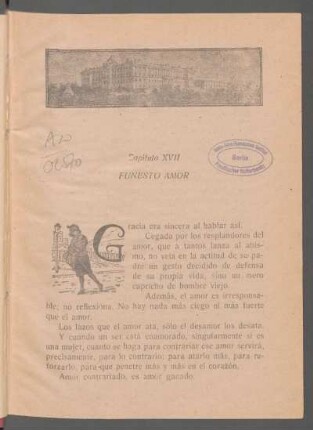 Capítulo XVII
FUNESTO AMOR
Gracia era sincera al hablar así.
Cegada por los resplandores del
amor, que a tantos lanza al abis-
mo, no veía en la actitud de su pa-
dre un gesto decidido de defensa
de su propia vida, sino un mero
capricho de hombre viejo.
Además, el amor es irresponsa-
ble; no reflexiona. No hay nada más ciego ni más fuerte
que el amor.
Los lazos que el amor ata, sólo el desamor los desata.
Y cuando un ser está enamorado, singularmente si es
una mujer, cuanto se haga para contrariar ese amor servirá,
precisamente, para lo contrario: para atarlo más, para re-
forzarlo, para que penetre más y más en el corazón.
Amor contrariado, es amor ganado.
Berlin